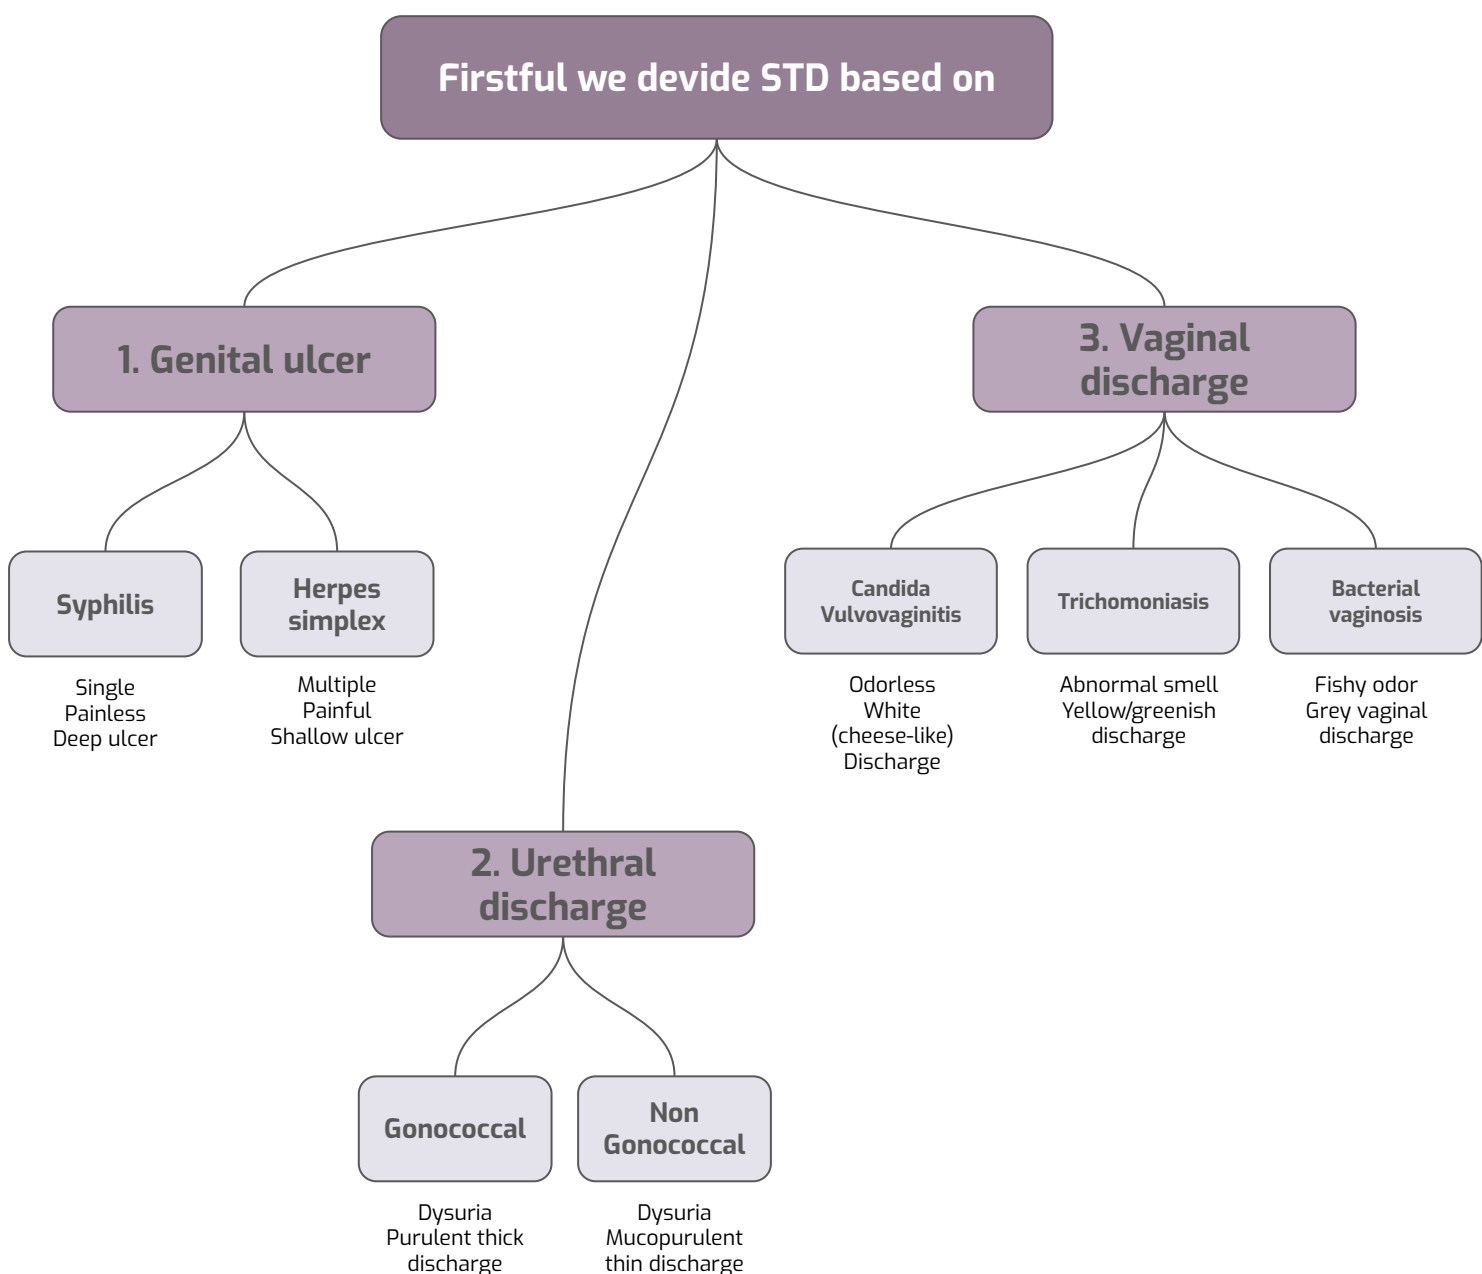 Firstful we devide STD based on
1. Genital ulcer
Syphilis
Single
Painless
Deep ulcer
Herpes
simplex
Multiple
Painful
Shallow ulcer
2. Urethral
discharge
Gonococcal
Dysuria
Purulent thick
discharge
Non
Gonococcal
Dysuria
Mucopurulent
thin discharge
3. Vaginal
discharge
Candida
Vulvovaginitis
Odorless
White
(cheese-like)
Discharge
Trichomoniasis
Abnormal smell
Yellow/greenish
discharge
Bacterial
vaginosis
Fishy odor
Grey vaginal
discharge